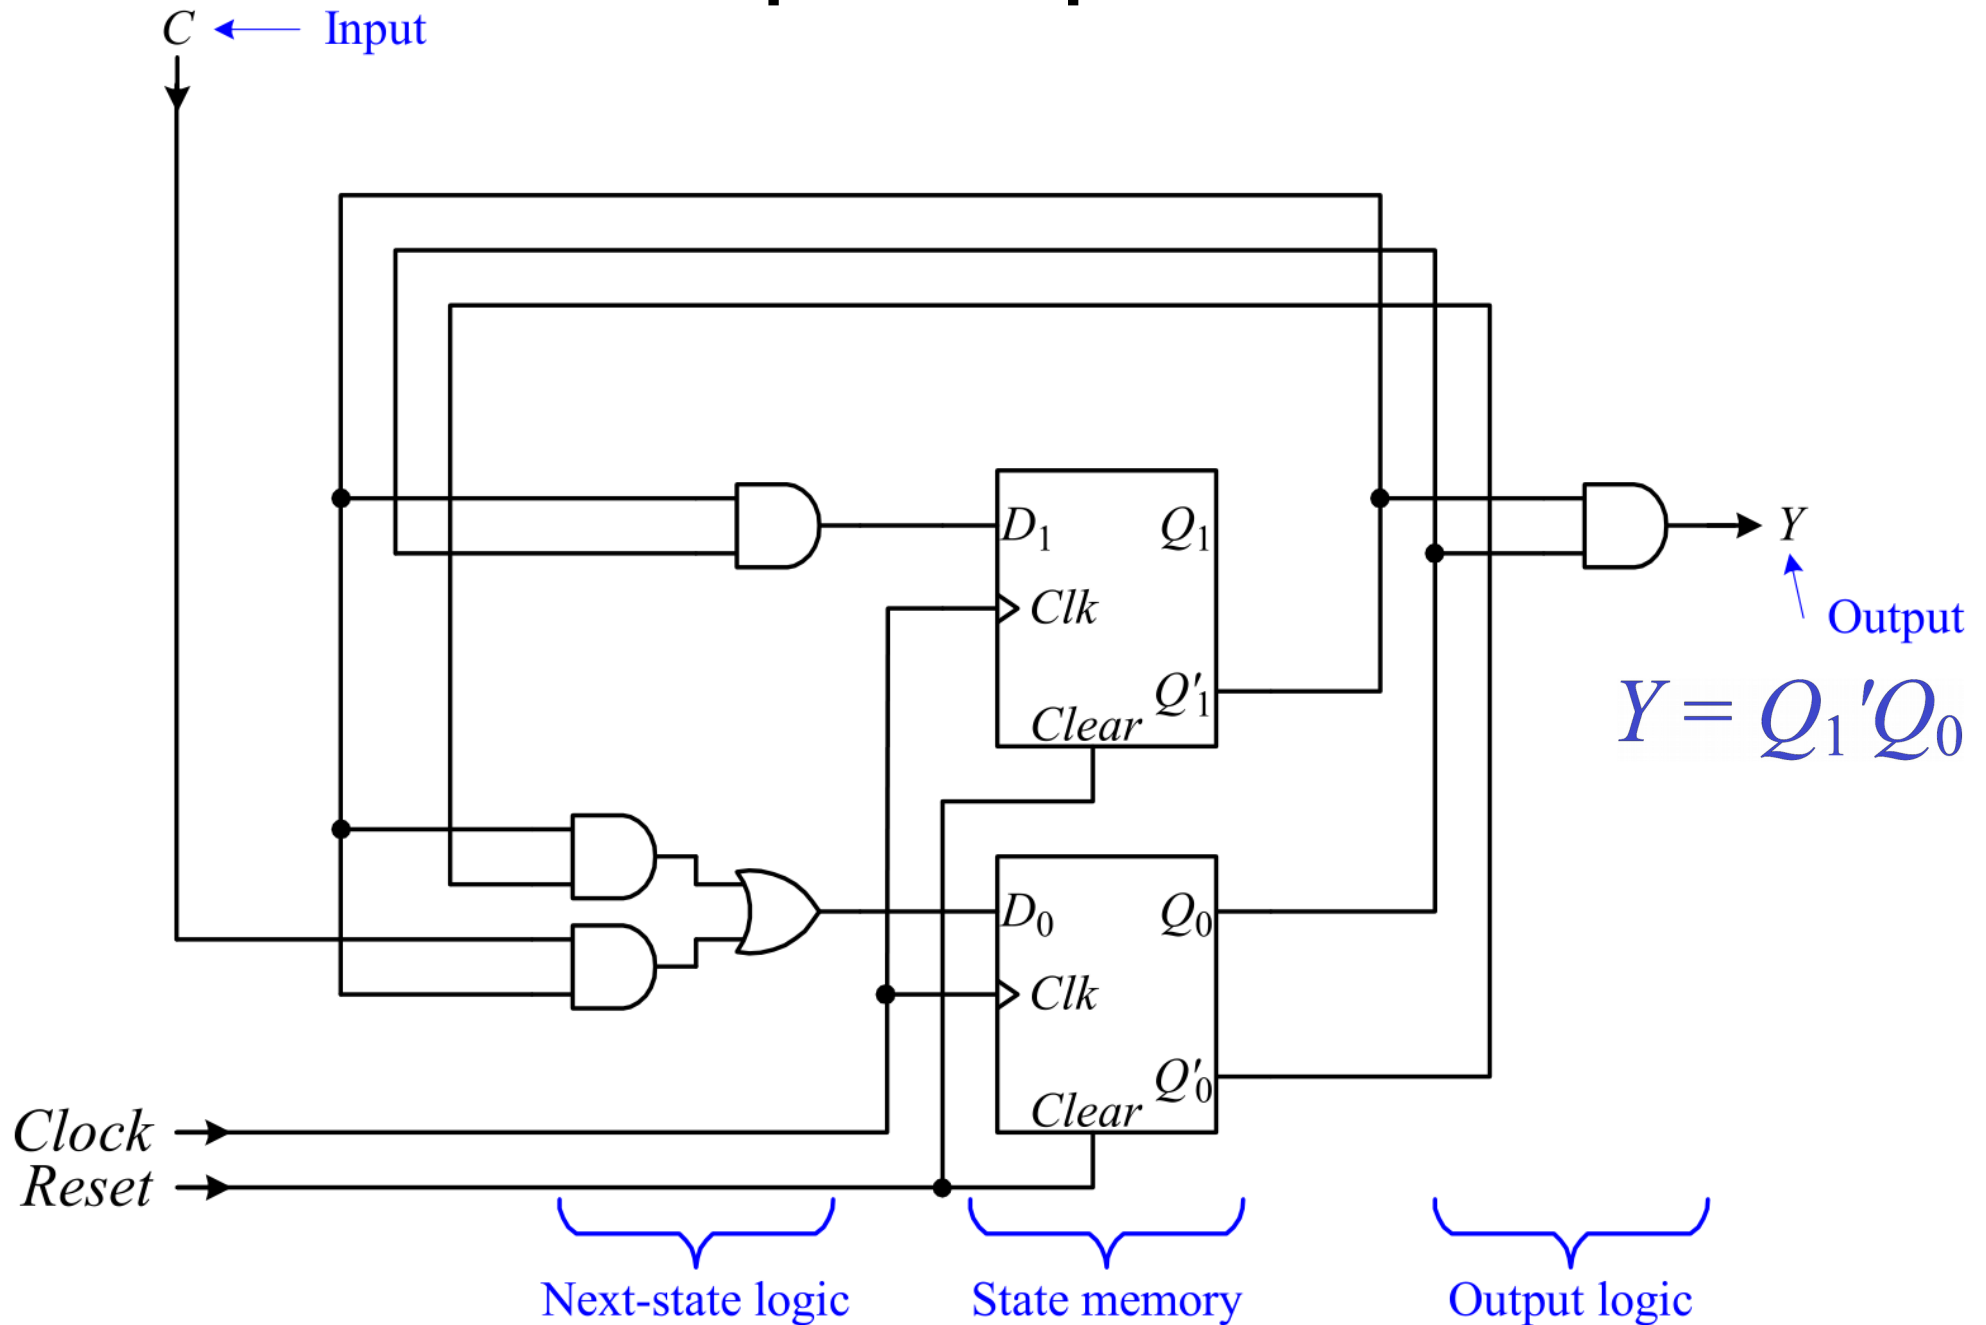 C Input
D₁ Q₁
Y
Clk
Output
Q'₁
Clear
Y = Q₁'Q₀
D₀ Q₀
Clk
Q'₀
Clear
Clock
Reset
Next-state logic State memory Output logic